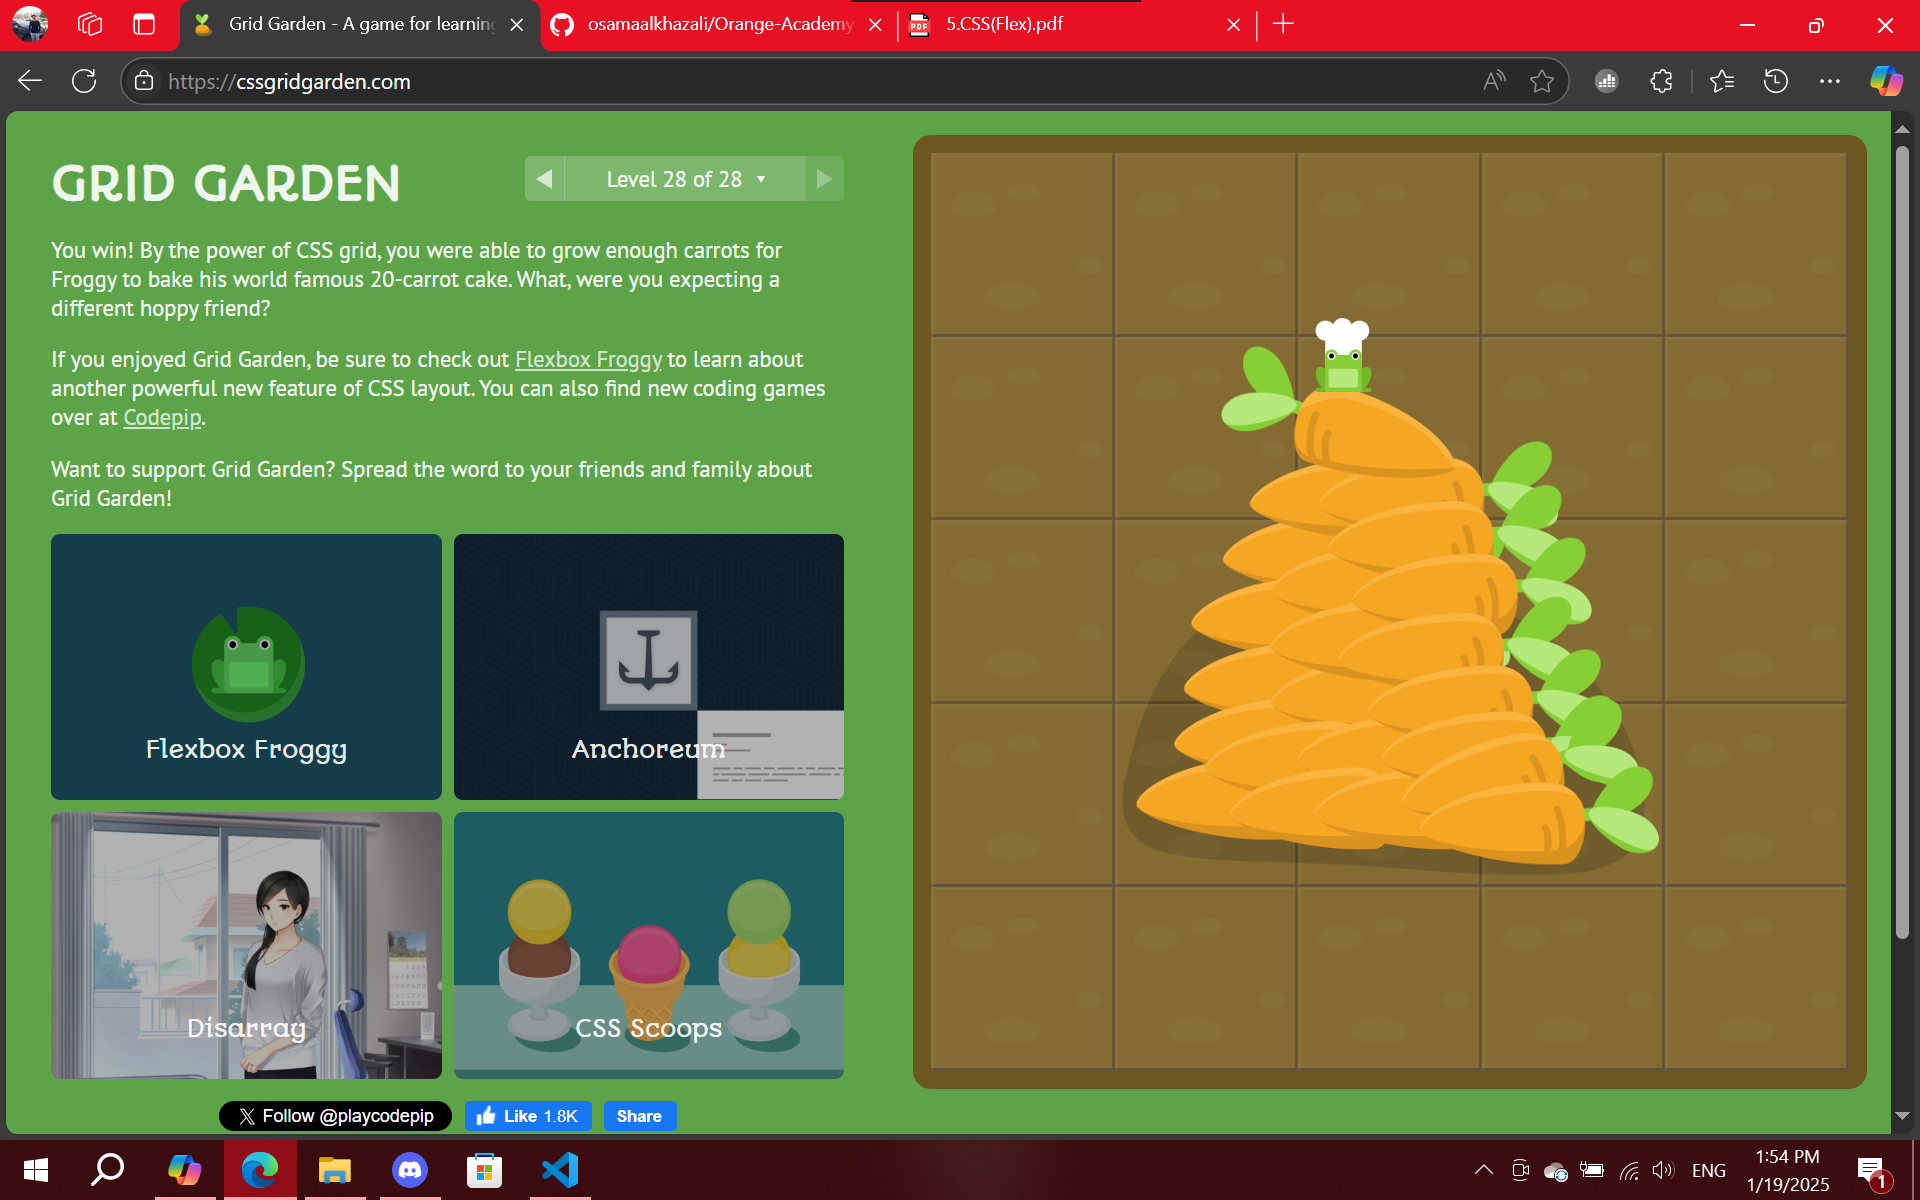 Grid Garden - A game for learning
osamaalkhazali/Orange-Academy
PDF
5.CSS(Flex).pdf
https://cssgridgarden.com
GRID GARDEN
Level 28 of 28
You win! By the power of CSS grid, you were able to grow enough carrots for
Froggy to bake his world famous 20-carrot cake. What, were you expecting a
different hoppy friend?
If you enjoyed Grid Garden, be sure to check out Flexbox Froggy to learn about
another powerful new feature of CSS layout. You can also find new coding games
over at Codepip.
Want to support Grid Garden? Spread the word to your friends and family about
Grid Garden!
Flexbox Froggy
Anchoreum
Disarray
CSS Scoops
Follow @playcodepip
Like 1.8K
Share
ENG
1:54 PM
1/19/2025
1